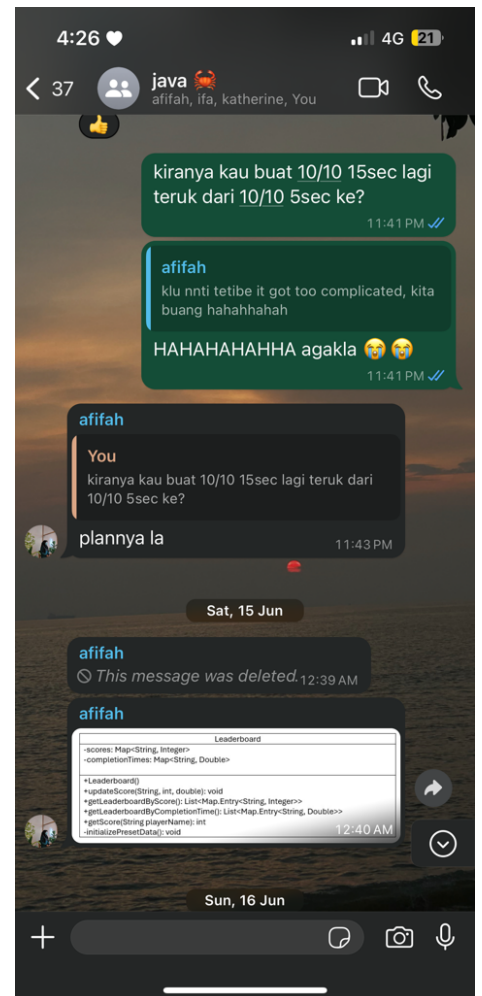 4:26
4G 21
37
java 🦀
afifah, ifa, katherine, You
👍
kiranya kau buat 10/10 15sec lagi
teruk dari 10/10 5sec ke?
11:41 PM
afifah
klu nnti tetibe it got too complicated, kita
buang hahahhahah
HAHAHAHAHHA agakla 😭 😭
11:41 PM
afifah
You
kiranya kau buat 10/10 15sec lagi teruk dari
10/10 5sec ke?
plannya la
11:43 PM
Sat, 15 Jun
afifah
This message was deleted. 12:39 AM
afifah
Leaderboard
-scores: Map<String, Integer>
-completionTimes: Map<String, Double>
+Leaderboard()
+updateScore(String, int, double): void
+getLeaderboardByScore(): List<Map.Entry<String, Integer>>
+getLeaderboardByCompletionTime(): List<Map.Entry<String, Double>>
+getScore(String playerName): int
-initializePresetData(): void
12:40 AM
Sun, 16 Jun